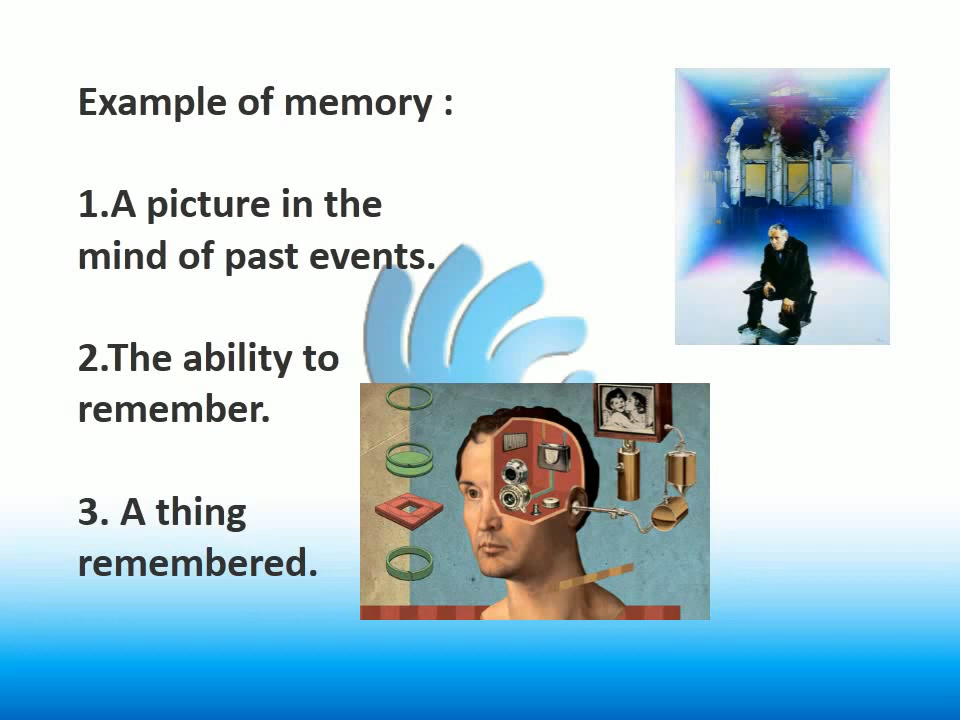 Example of memory :
1.A picture in the
mind of past events.
2.The ability to
remember.
3. A thing
remembered.